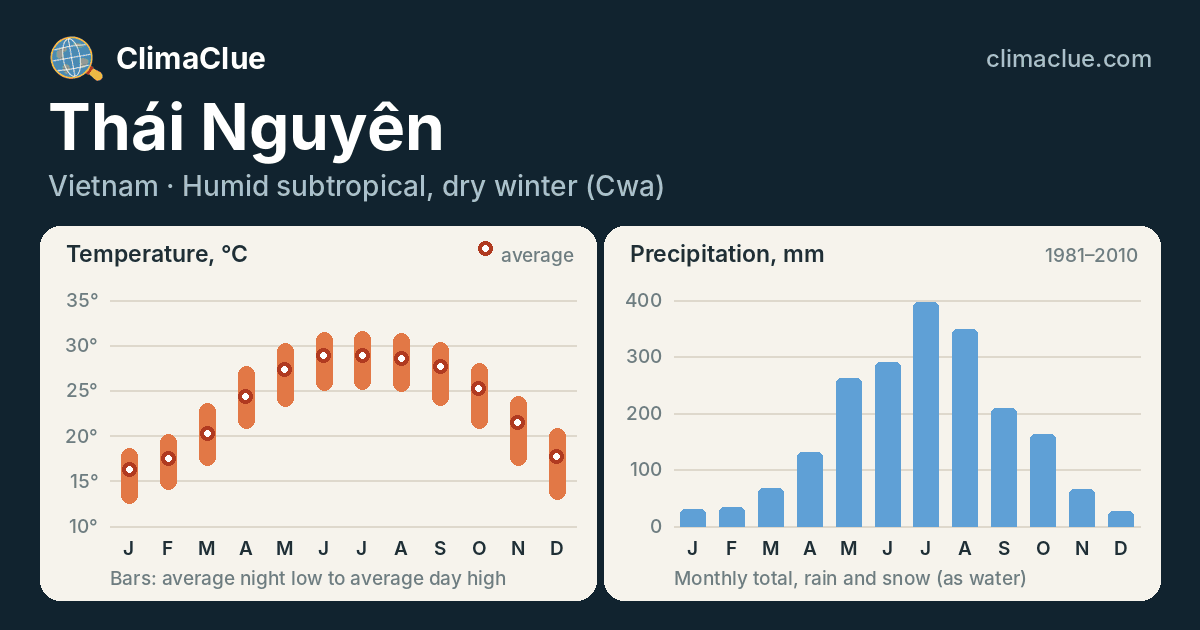 ClimaClue
climaclue.com
Thái Nguyên
Vietnam · Humid subtropical, dry winter (Cwa)
Temperature, °C
average
35°
30°
25°
20°
15°
10°
J F M A M J J A S O N D
Bars: average night low to average day high
Precipitation, mm
1981–2010
400
300
200
100
0
J F M A M J J A S O N D
Monthly total, rain and snow (as water)